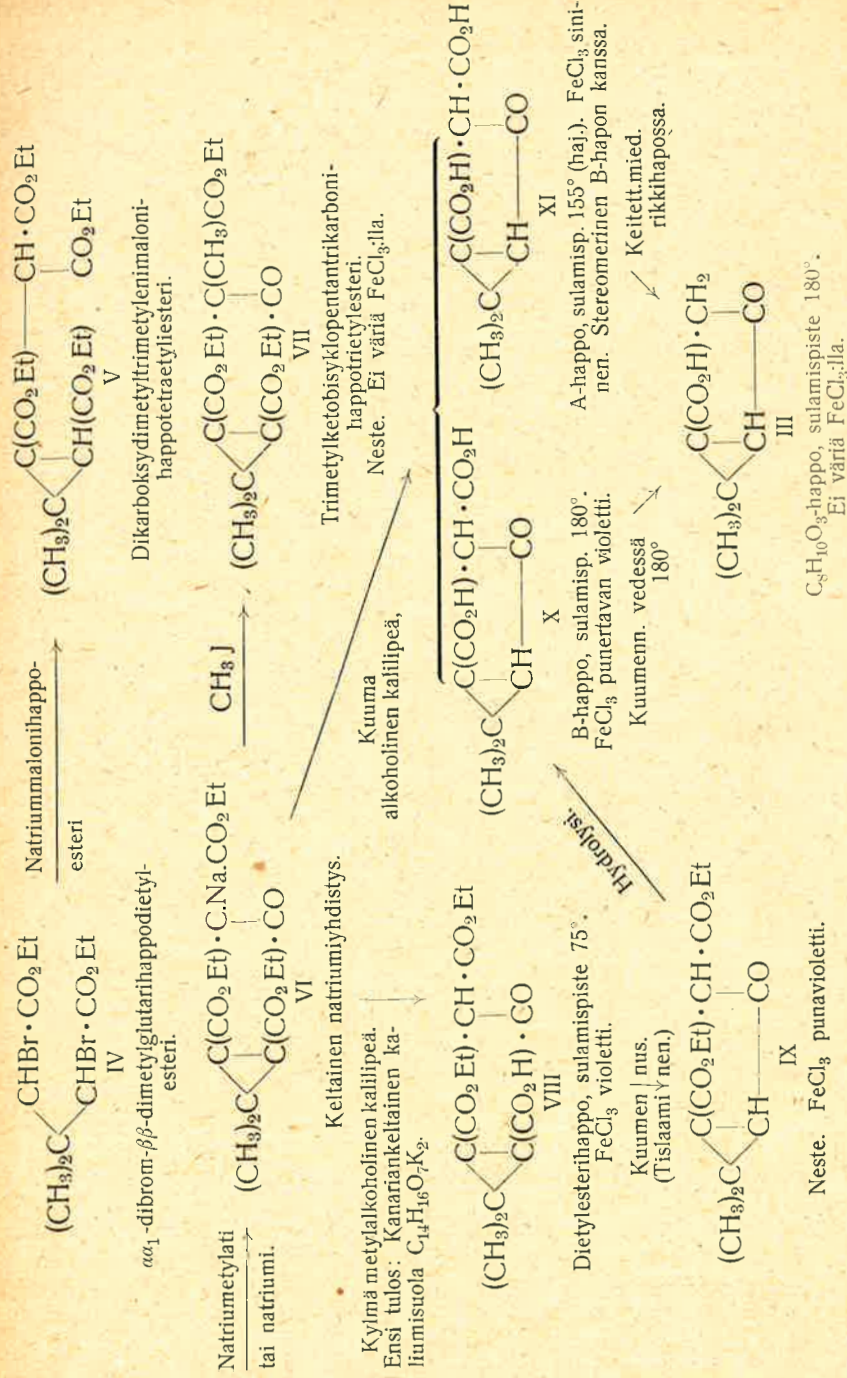 CHBr · CO₂Et
(CH₃)₂C
CHBr · CO₂Et
IV
αα₁-dibrom-ββ-dimetylglutarihappodietyl-
esteri.
Natriummalonihappo-
esteri
C(CO₂Et)—CH · CO₂Et
(CH₃)₂C
CH(CO₂Et) CO₂Et
V
Dikarboksydimetyltrimetylenimaloni-
happotetraetyliesteri.
Natriumetylati
tai natriumi.
C(CO₂Et) · C.Na.CO₂Et
(CH₃)₂C
C(CO₂Et) · CO
VI
Keltainen natriumiyhdistys.
CH₃J
C(CO₂Et) · C(CH₃)CO₂Et
(CH₃)₂C
C(CO₂Et) · CO
VII
Trimetylketobisyklopentantrikarboni-
happotrietylesteri.
Neste. Ei väriä FeCl₃:lla.
Kylmä metylalkoholinen kalilipeä.
Ensi tulos: Kanariankeltainen ka-
liumisuola C₁₄H₁₆O₇K₂.
Kuuma
alkoholinen kalilipeä,
C(CO₂Et) · CH · CO₂Et
(CH₃)₂C
C(CO₂H) · CO
VIII
Dietylesterihappo, sulamispiste 75°.
FeCl₃ violetti.
Kuumennus.
(Tislaaminen.)
C(CO₂H) · CH · CO₂H
(CH₃)₂C
CH—CO
X
B-happo, sulamisp. 180°.
FeCl₃ punertavan violetti.
Kuumenn. vedessä
180°
C(CO₂H) · CH · CO₂H
(CH₃)₂C
CH—CO
XI
A-happo, sulamisp. 155° (haj.). FeCl₃ sini-
nen. Stereomerinen B-hapon kanssa.
Keitett. mied.
rikkihapossa.
Hydrolysi.
C(CO₂Et) · CH · CO₂Et
(CH₃)₂C
CH—CO
IX
Neste. FeCl₃ punavioletti.
C(CO₂H) · CH₂
(CH₃)₂C
CH—CO
III
C₈H₁₀O₃-happo, sulamispiste 180°.
Ei väriä FeCl₃:lla.